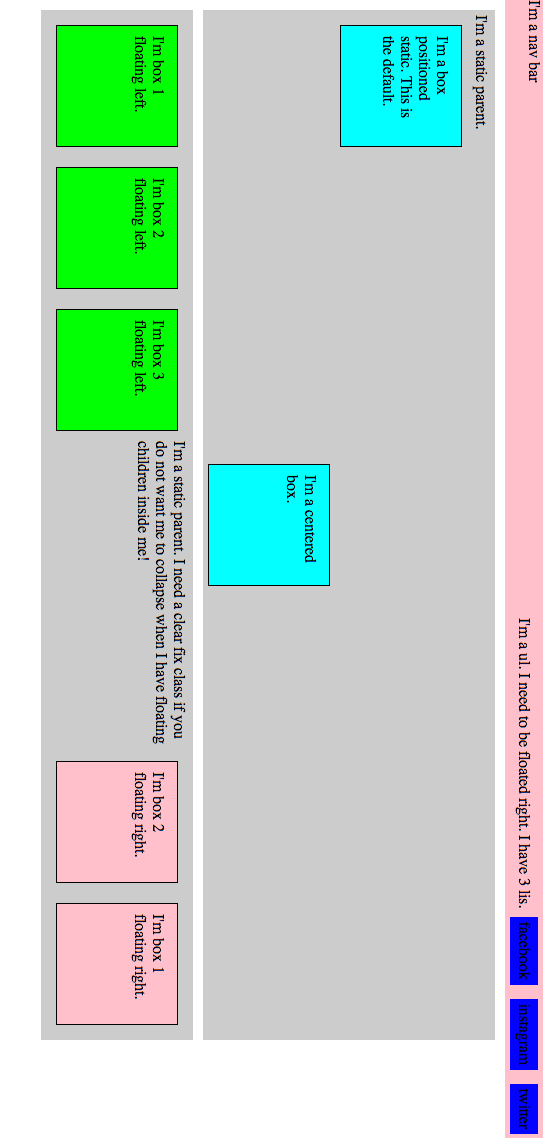 I'm a nav bar
I'm a ul. I need to be floated right. I have 3 lis.
facebook
instagram
twitter
I'm a static parent.
I'm a box
positioned
static. This is
the default.
I'm a centered
box.
I'm box 1
floating left.
I'm box 2
floating left.
I'm box 3
floating left.
I'm a static parent. I need a clear fix class if you
do not want me to collapse when I have floating
children inside me!
I'm box 2
floating right.
I'm box 1
floating right.